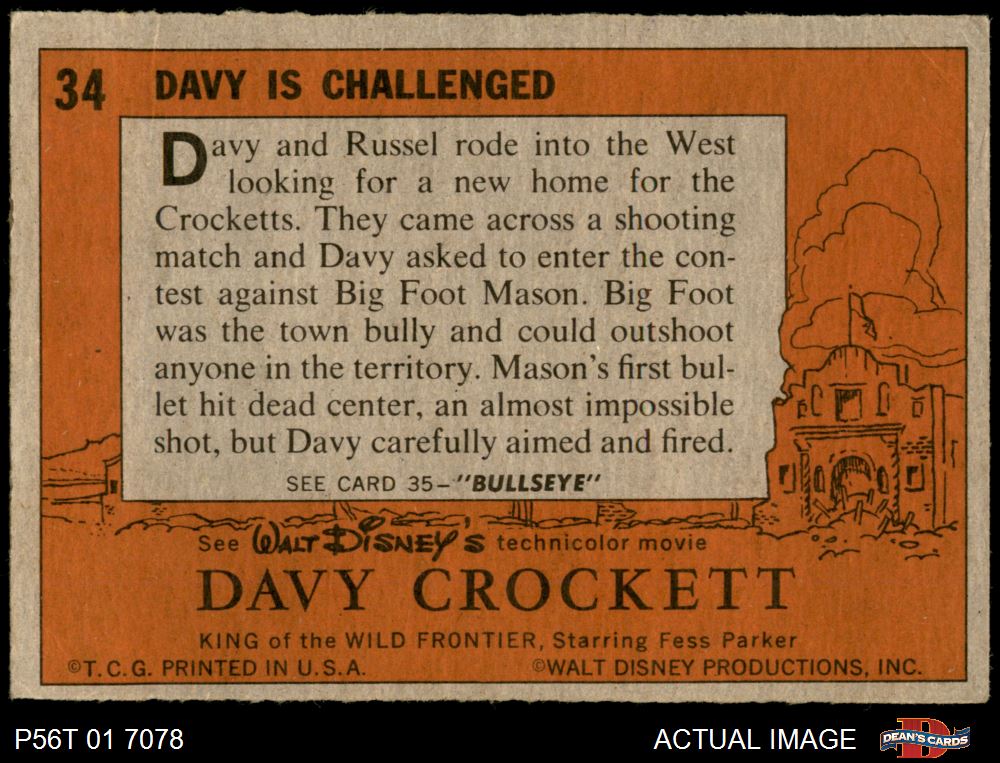 34 DAVY IS CHALLENGED
Davy and Russel rode into the West
looking for a new home for the
Crocketts. They came across a shooting
match and Davy asked to enter the con-
test against Big Foot Mason. Big Foot
was the town bully and could outshoot
anyone in the territory. Mason's first bul-
let hit dead center, an almost impossible
shot, but Davy carefully aimed and fired.
SEE CARD 35–"BULLSEYE"
See WALT DISNEY'S technicolor movie
DAVY CROCKETT
KING of the WILD FRONTIER, Starring Fess Parker
©T.C.G. PRINTED IN U.S.A. ©WALT DISNEY PRODUCTIONS, INC.
P56T 01 7078 ACTUAL IMAGE DEAN'S CARDS